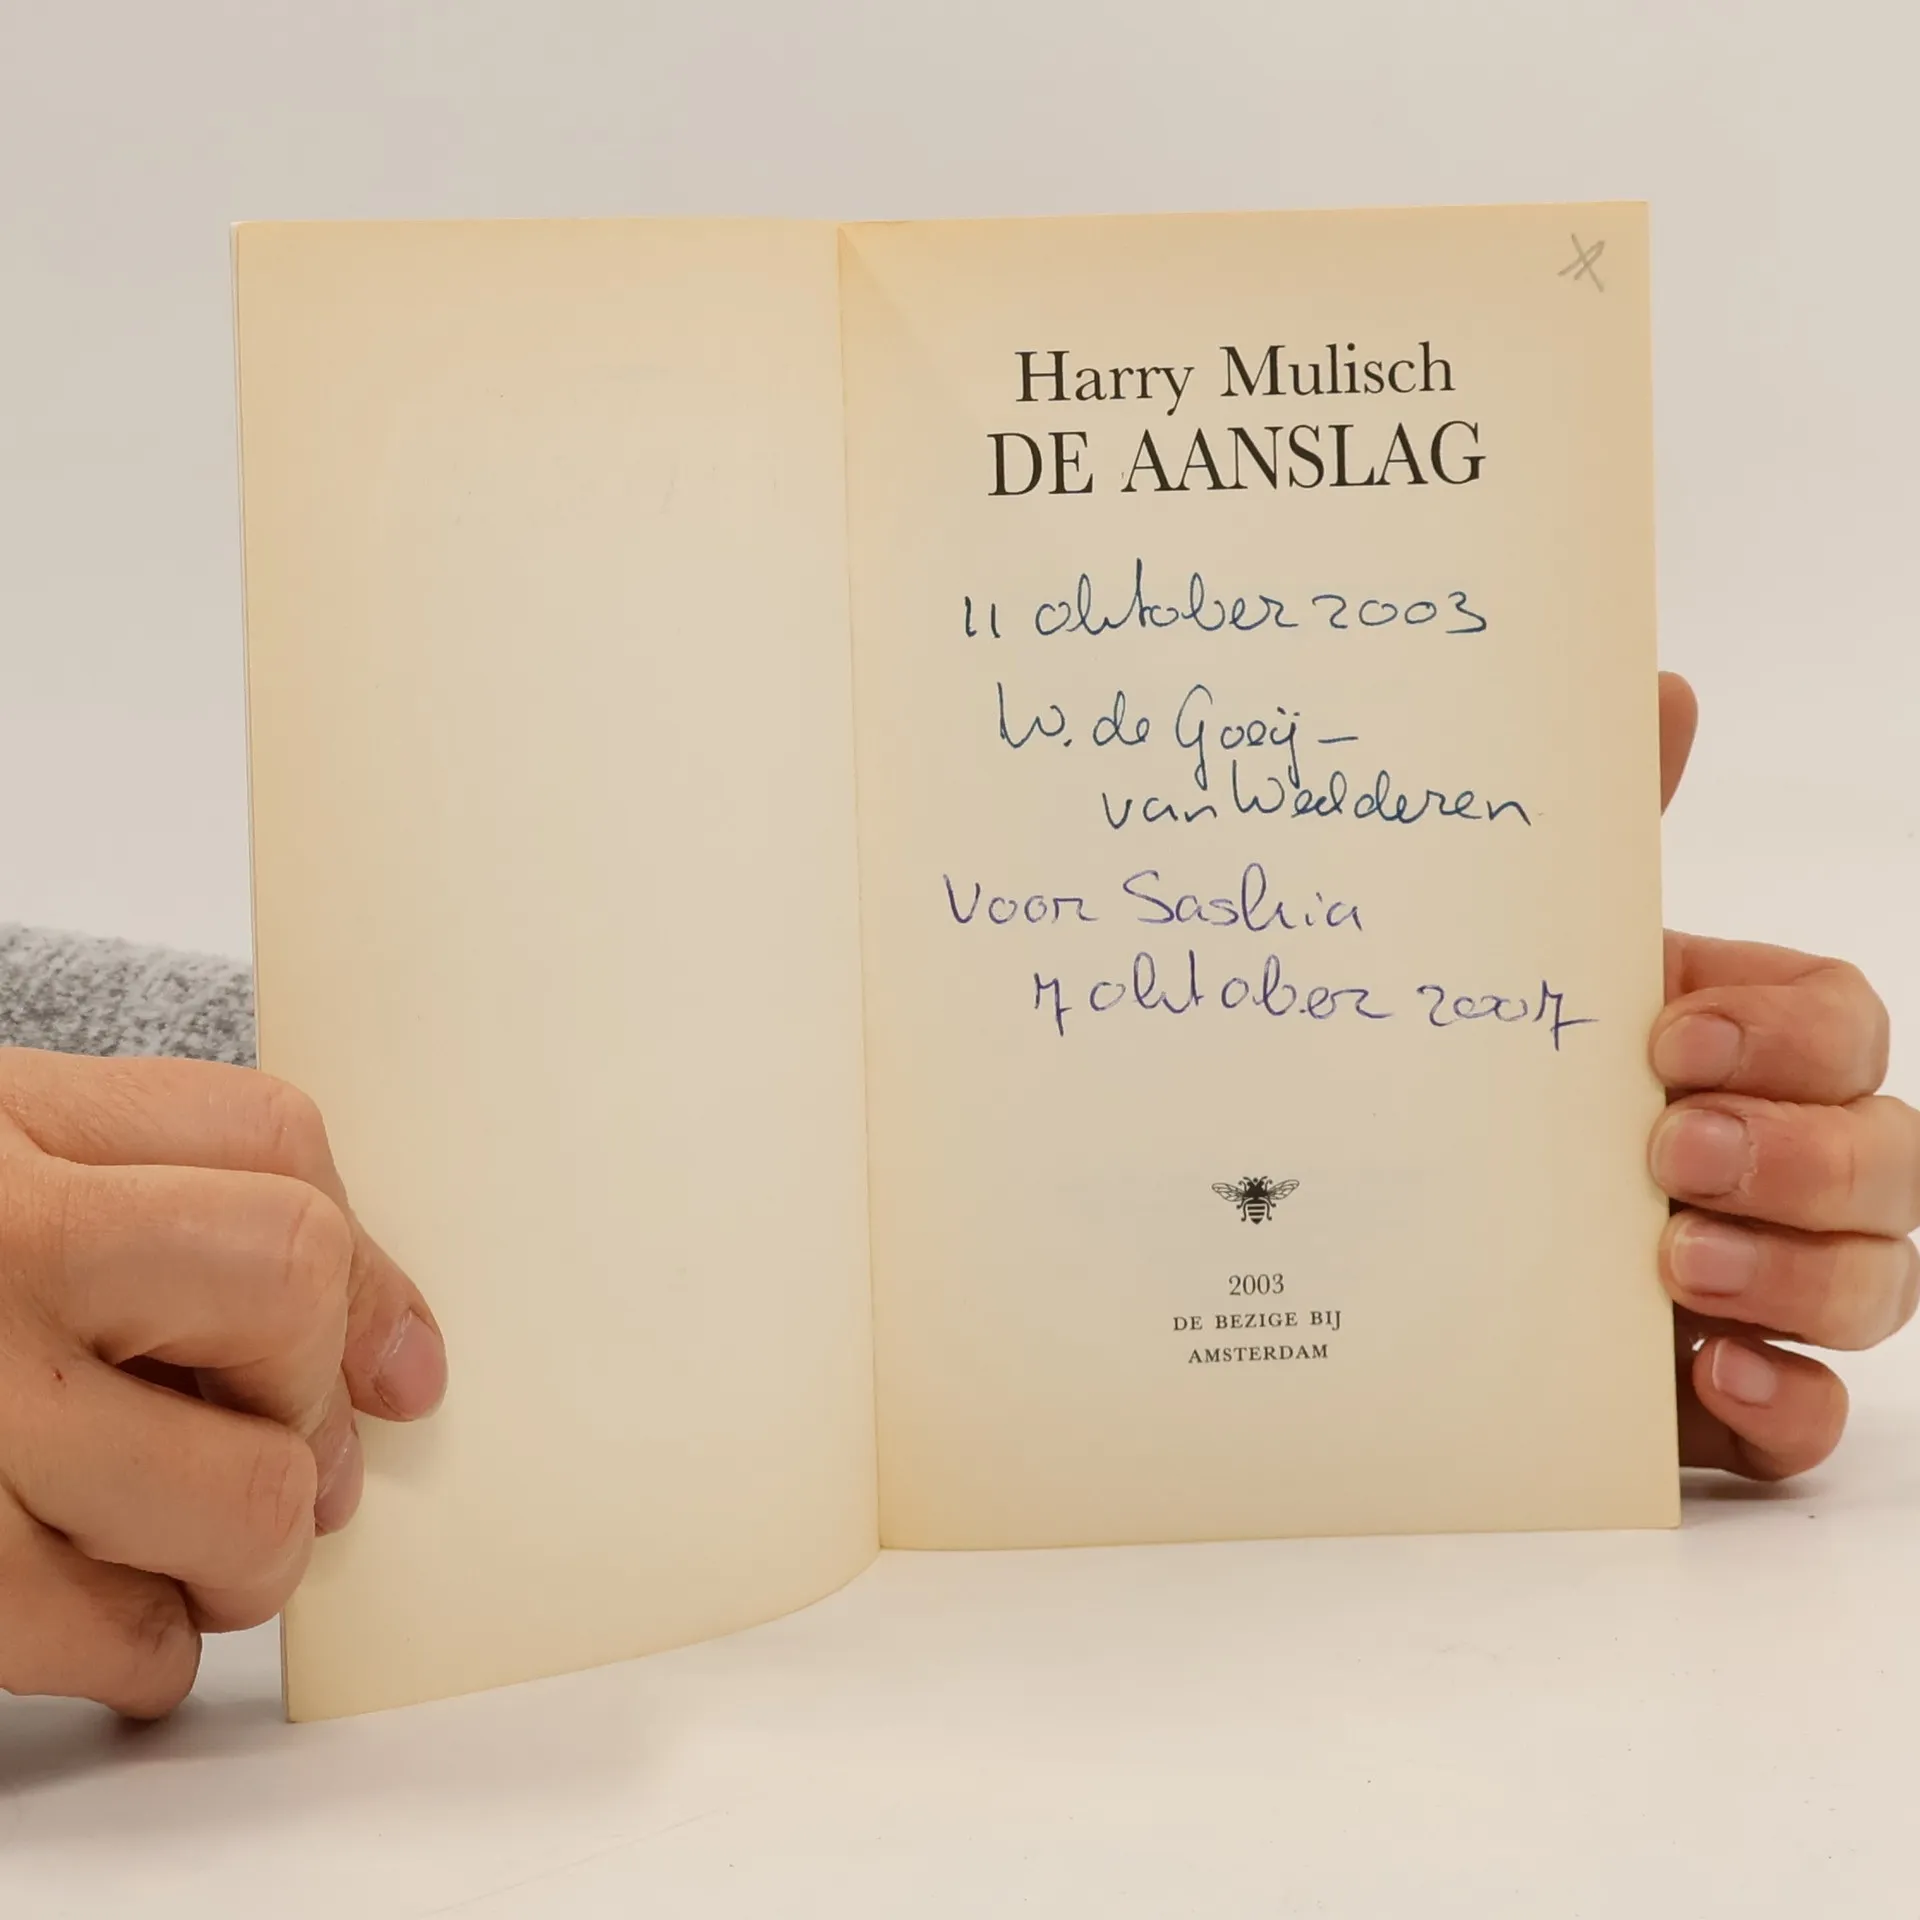 Harry Mulisch
DE AANSLAG
11 oktober 2003
W. de Goeij –
van Wedderen
Voor Saskia
7 oktober 2007
2003
DE BEZIGE BIJ
AMSTERDAM